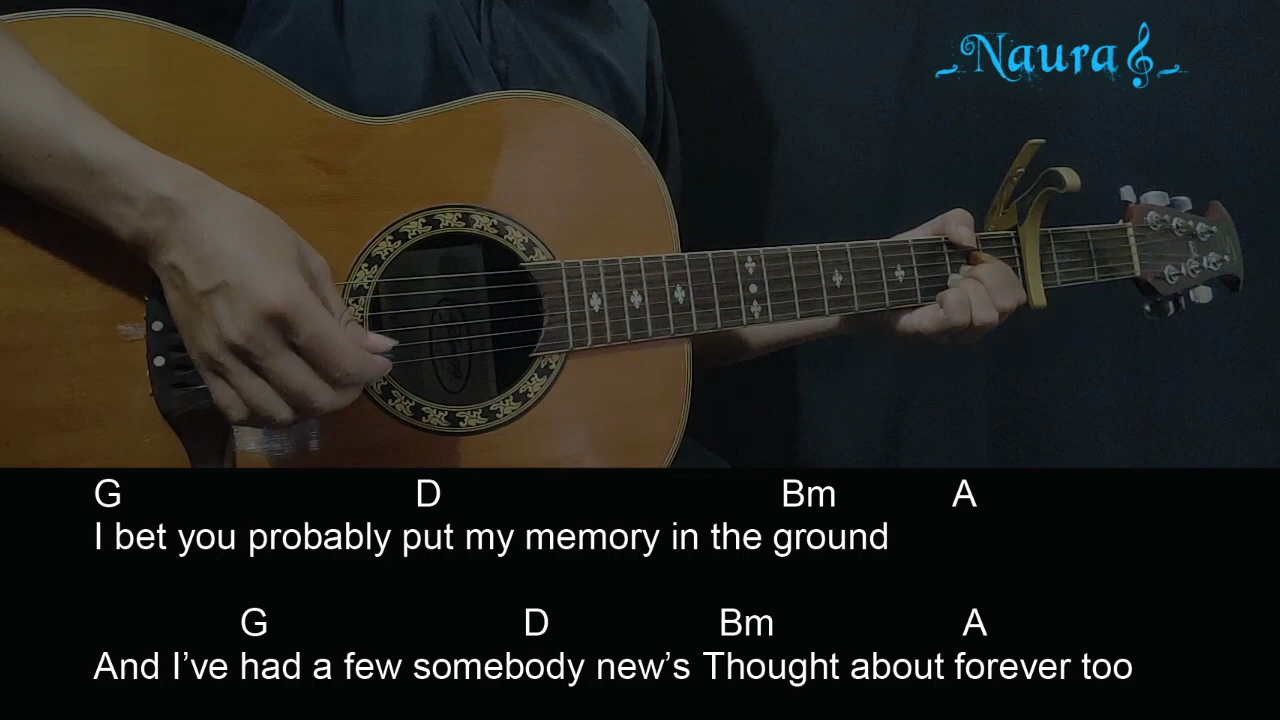 Naura
G D Bm A
I bet you probably put my memory in the ground
G D Bm A
And I’ve had a few somebody new’s Thought about forever too